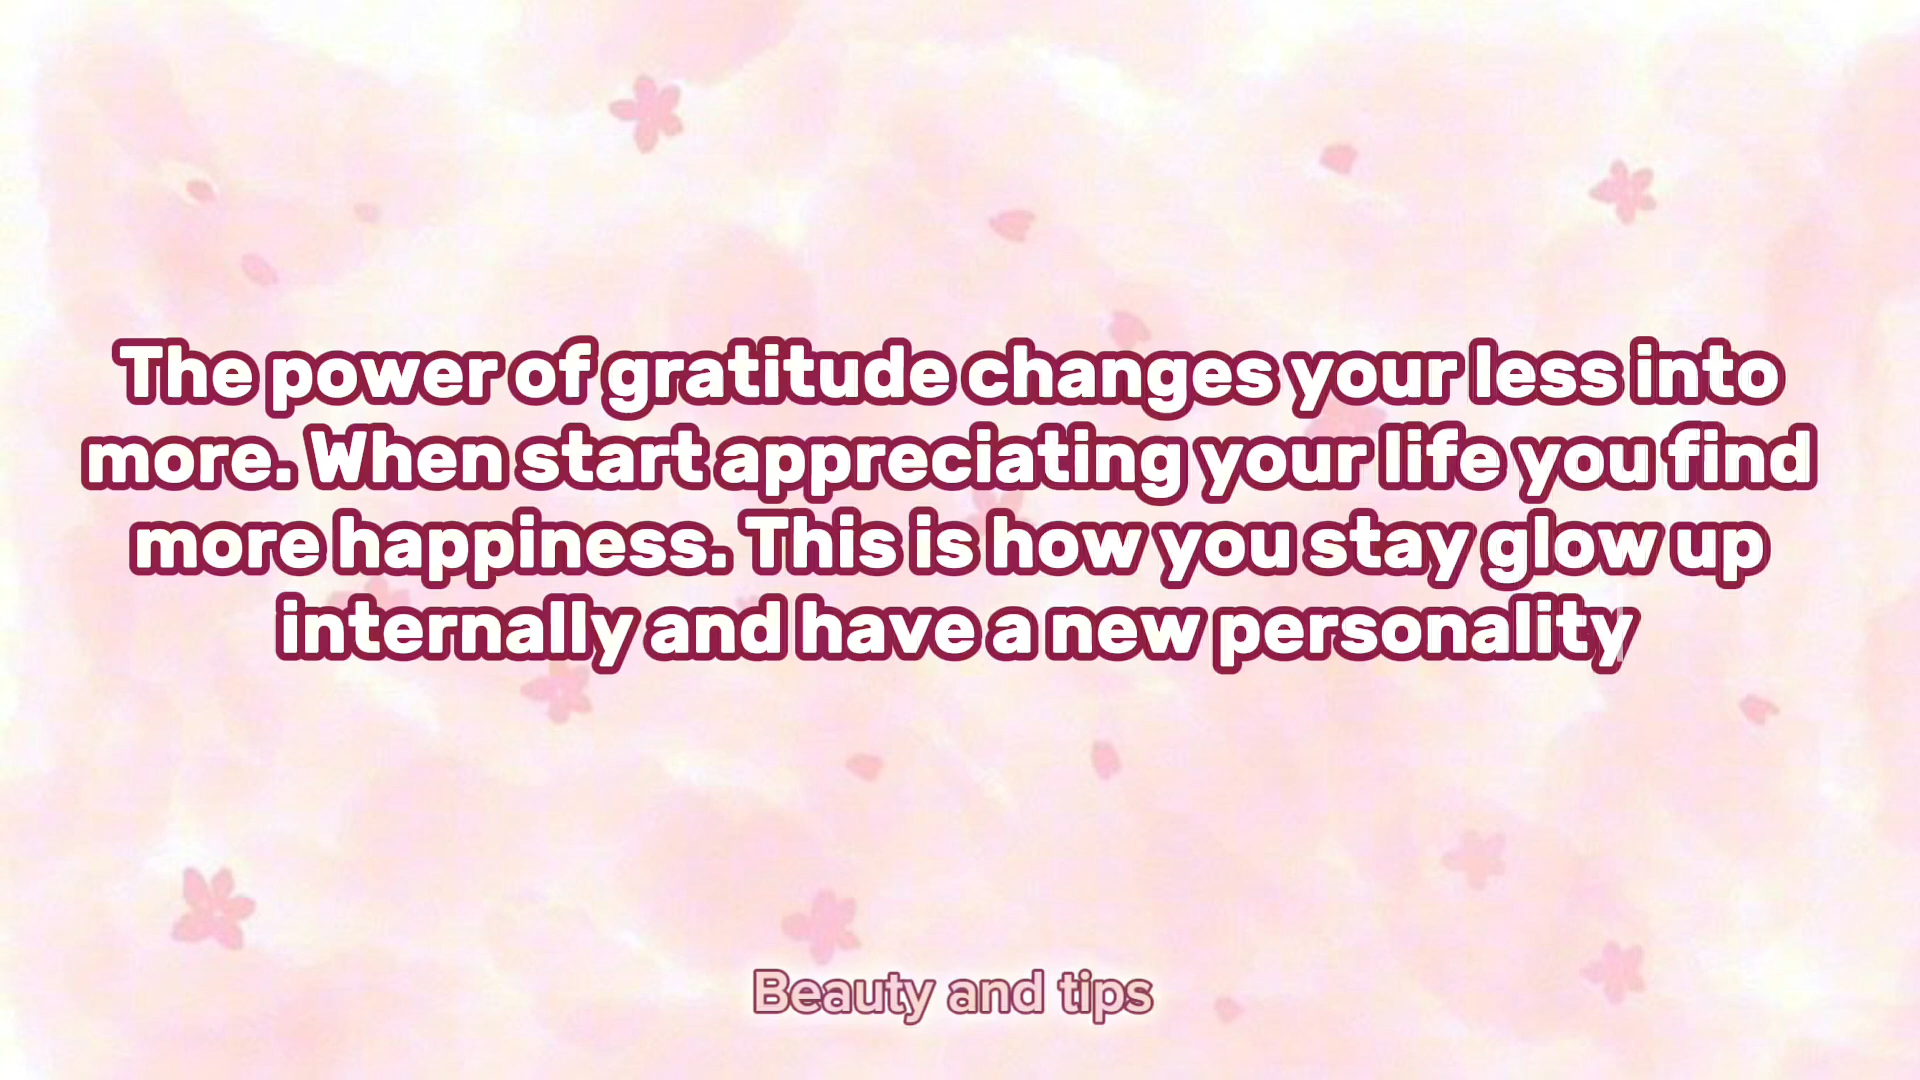 The power of gratitude changes your less into
more. When start appreciating your life you find
more happiness. This is how you stay glow up
internally and have a new personality
Beauty and tips